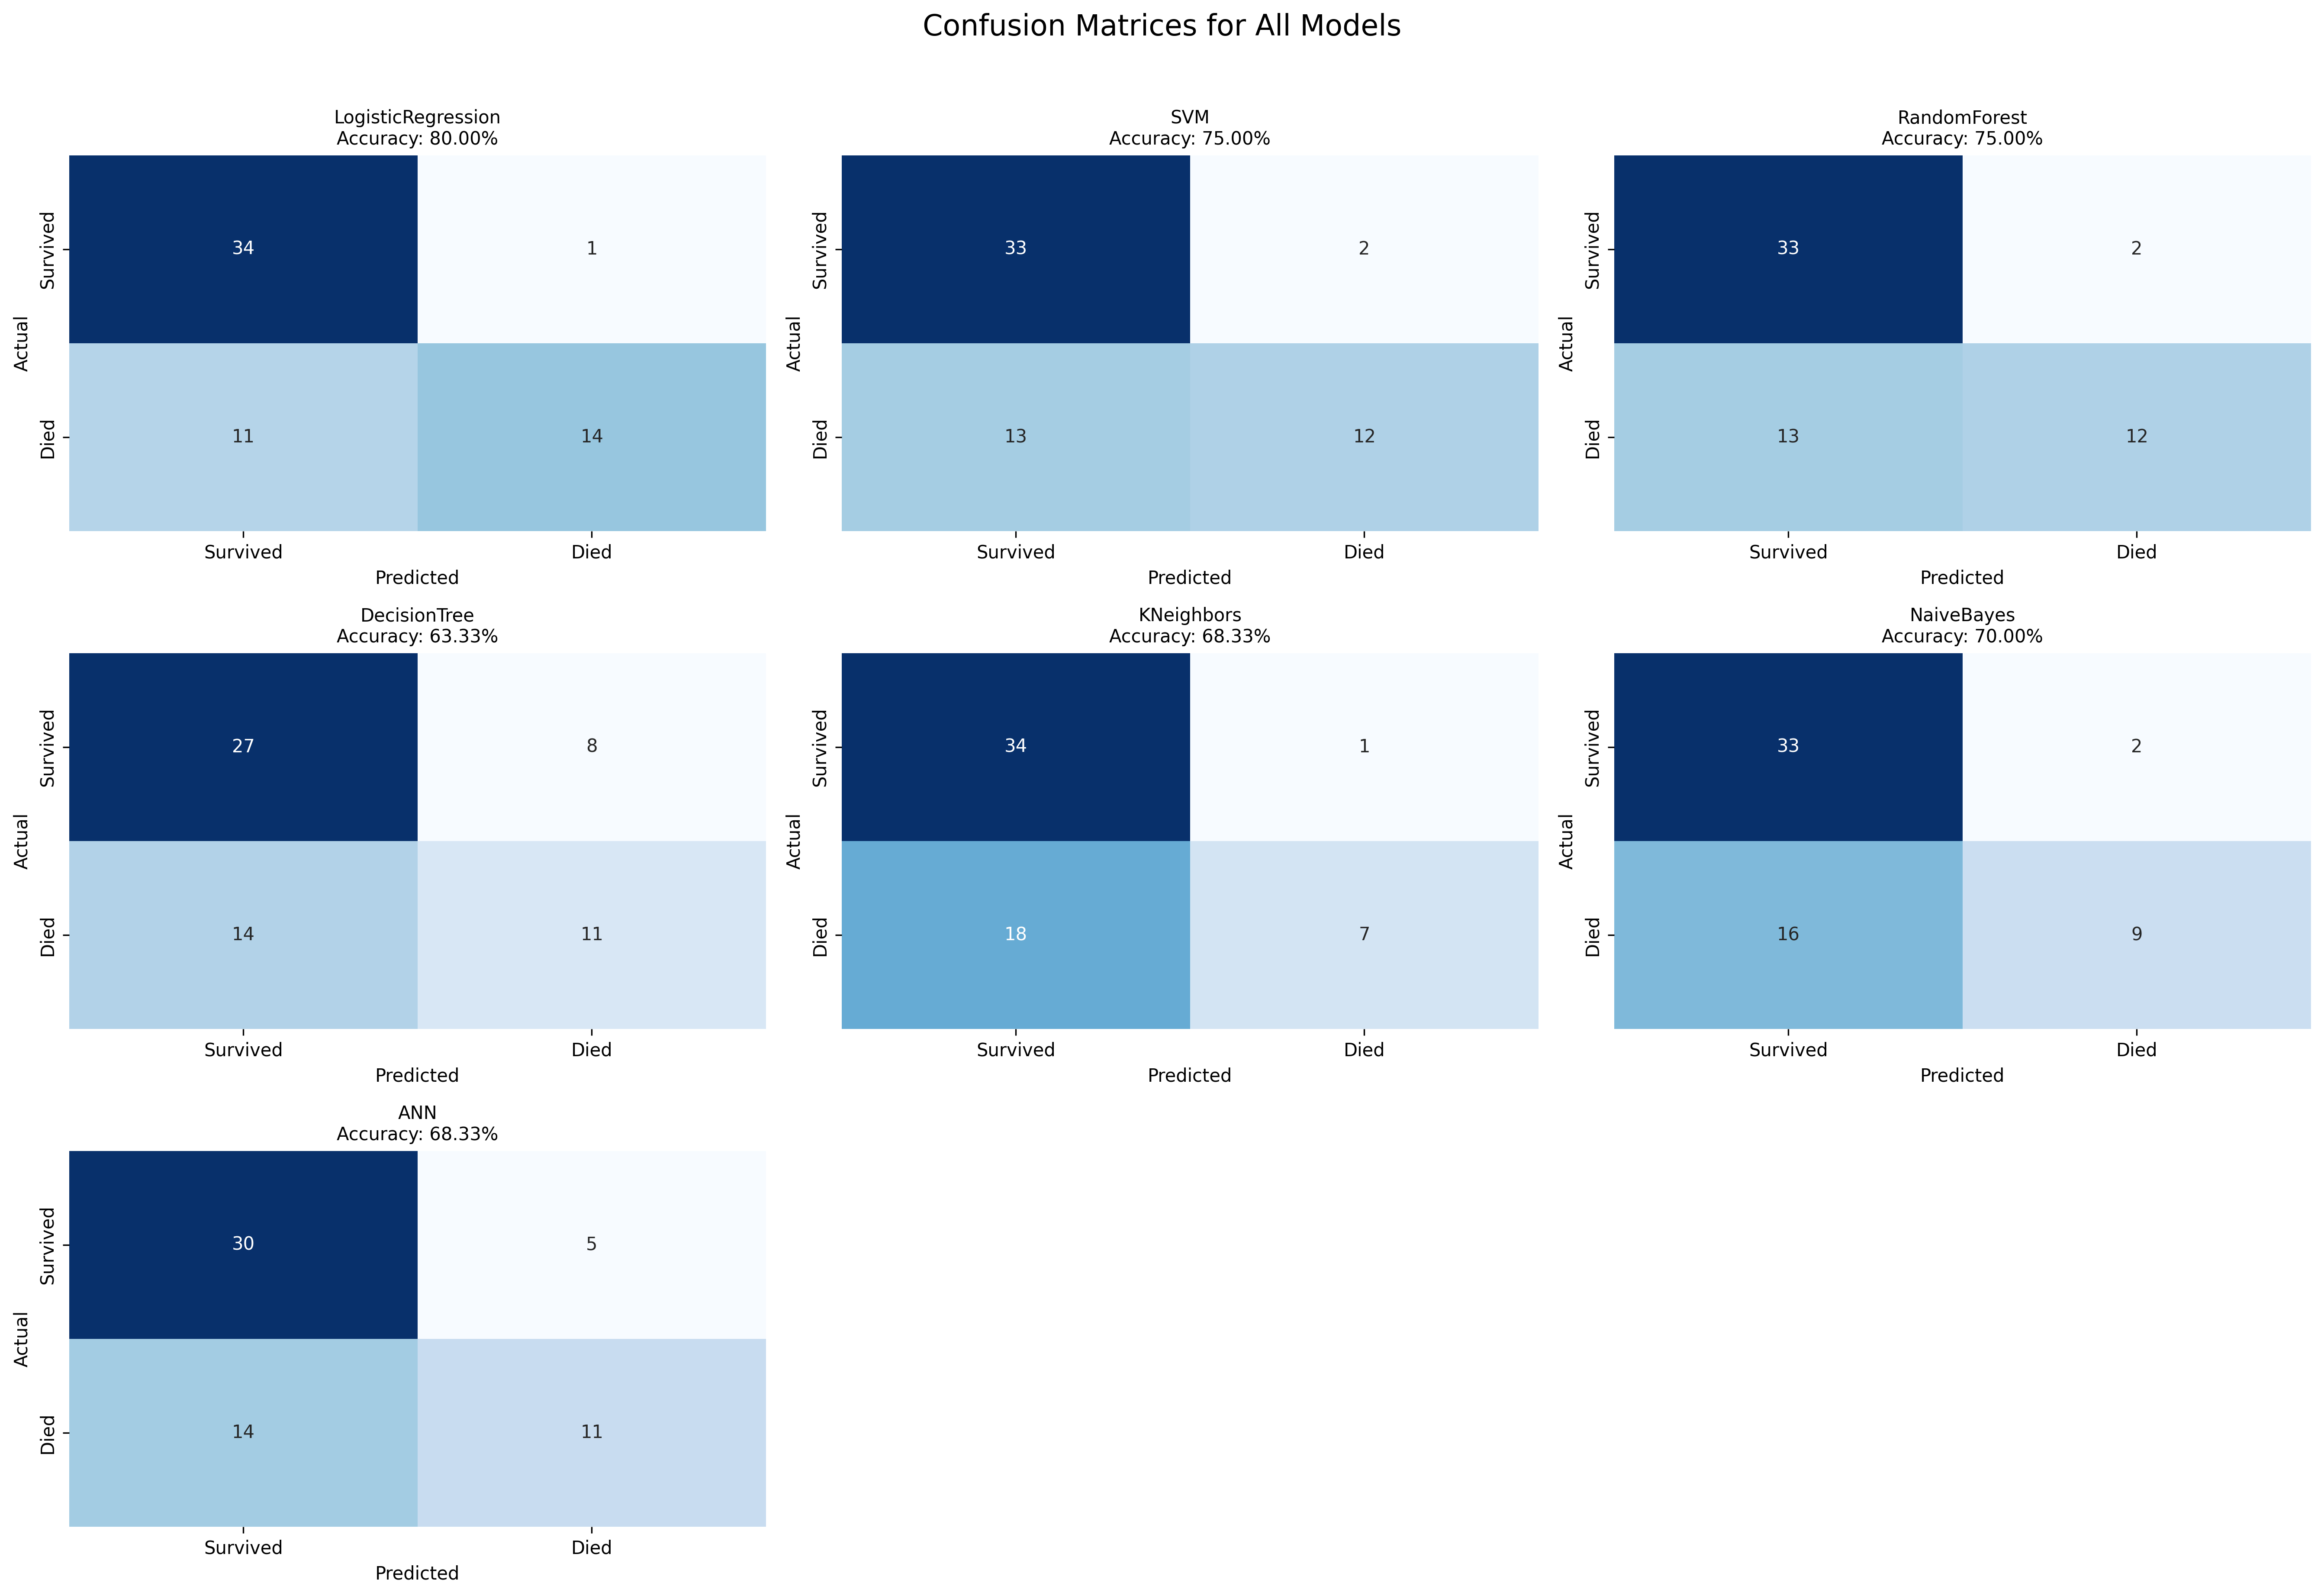 Confusion Matrices for All Models
LogisticRegression
Accuracy: 80.00%
Actual
Survived
34
1
Died
11
14
Survived
Died
Predicted
SVM
Accuracy: 75.00%
Actual
Survived
33
2
Died
13
12
Survived
Died
Predicted
RandomForest
Accuracy: 75.00%
Actual
Survived
33
2
Died
13
12
Survived
Died
Predicted
DecisionTree
Accuracy: 63.33%
Actual
Survived
27
8
Died
14
11
Survived
Died
Predicted
KNeighbors
Accuracy: 68.33%
Actual
Survived
34
1
Died
18
7
Survived
Died
Predicted
NaiveBayes
Accuracy: 70.00%
Actual
Survived
33
2
Died
16
9
Survived
Died
Predicted
ANN
Accuracy: 68.33%
Actual
Survived
30
5
Died
14
11
Survived
Died
Predicted